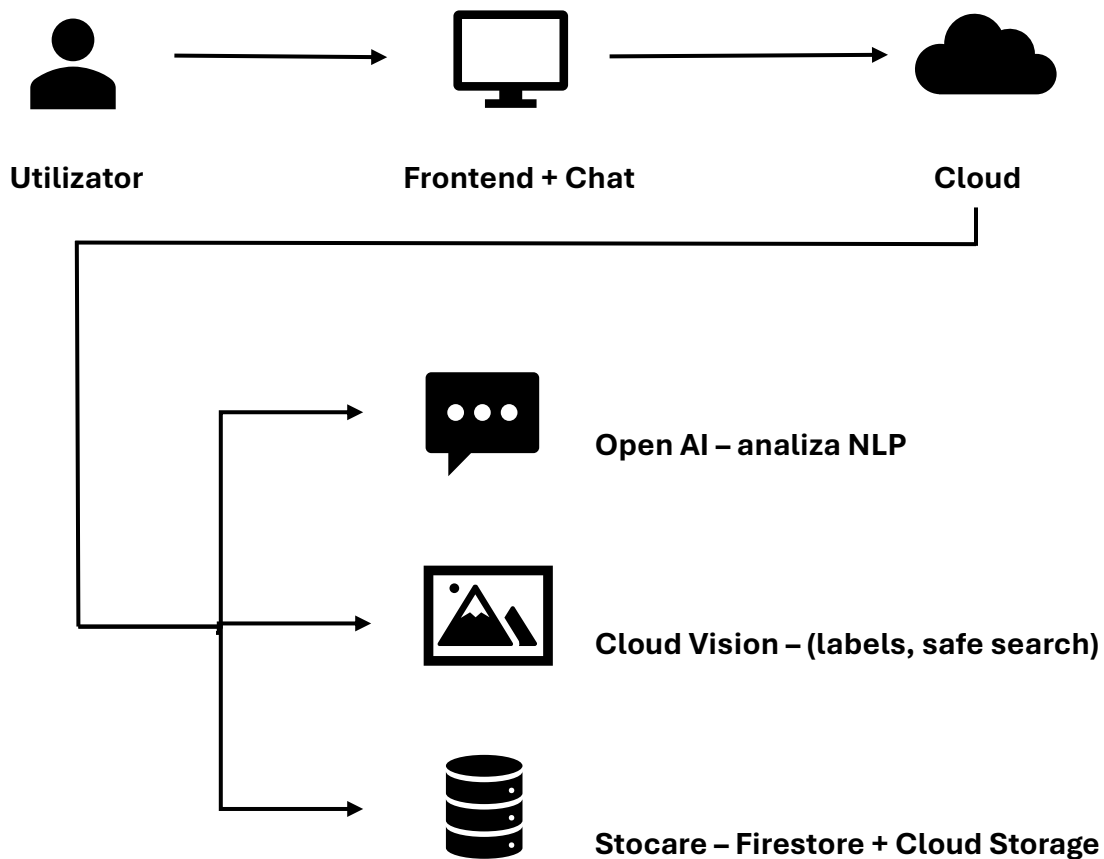 Utilizator
Frontend + Chat
Cloud
Open AI – analiza NLP
Cloud Vision – (labels, safe search)
Stocare – Firestore + Cloud Storage